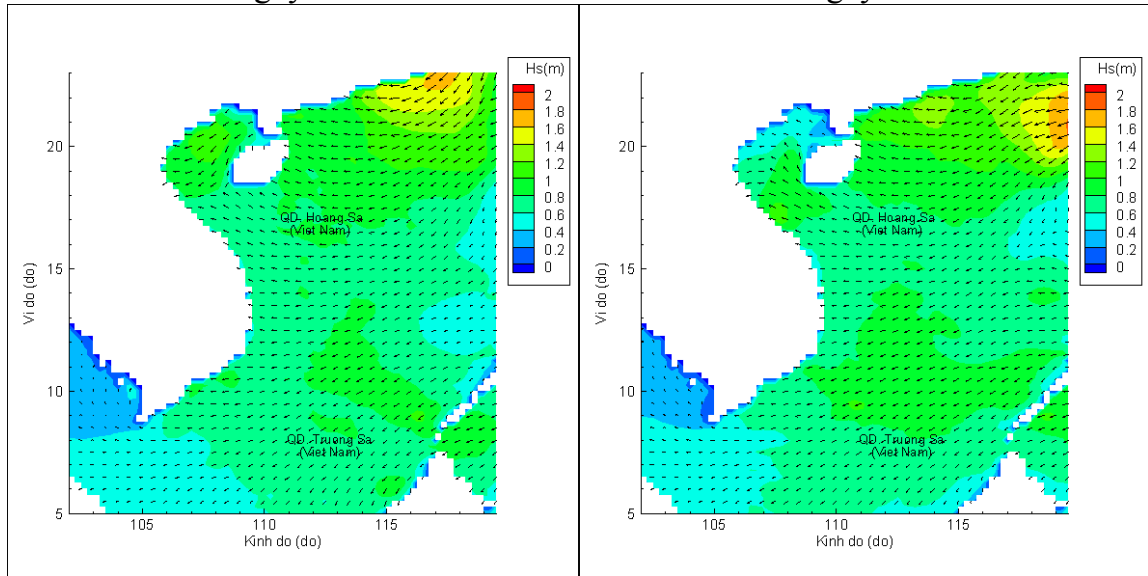 Hs(m)
2
1.8
1.6
1.4
1.2
1
0.8
0.6
0.4
0.2
0
20
15
10
5
Vi do (do)
QD. Hoang Sa
(Viet Nam)
QD. Truong Sa
(Viet Nam)
105
110
115
Kinh do (do)
Hs(m)
2
1.8
1.6
1.4
1.2
1
0.8
0.6
0.4
0.2
0
20
15
10
5
Vi do (do)
QD. Hoang Sa
(Viet Nam)
QD. Truong Sa
(Viet Nam)
105
110
115
Kinh do (do)